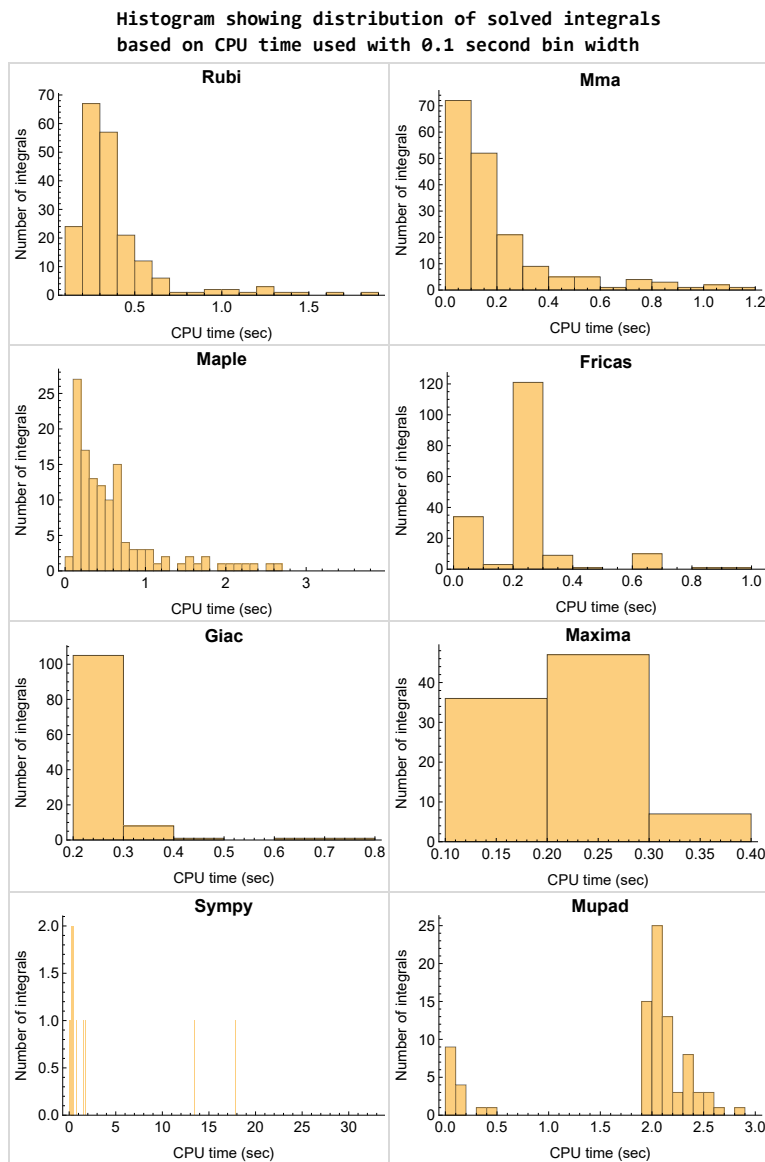 Histogram showing distribution of solved integrals
based on CPU time used with 0.1 second bin width
Rubi
Number of integrals
70
60
50
40
30
20
10
0
0.5 1.0 1.5
CPU time (sec)
Mma
Number of integrals
70
60
50
40
30
20
10
0
0.0 0.2 0.4 0.6 0.8 1.0 1.2
CPU time (sec)
Maple
Number of integrals
25
20
15
10
5
0
0 1 2 3
CPU time (sec)
Fricas
Number of integrals
120
100
80
60
40
20
0
0.0 0.2 0.4 0.6 0.8 1.0
CPU time (sec)
Giac
Number of integrals
100
80
60
40
20
0
0.2 0.3 0.4 0.5 0.6 0.7 0.8
CPU time (sec)
Maxima
Number of integrals
40
30
20
10
0
0.10 0.15 0.20 0.25 0.30 0.35 0.40
CPU time (sec)
Sympy
Number of integrals
2.0
1.5
1.0
0.5
0.0
0 5 10 15 20 25 30
CPU time (sec)
Mupad
Number of integrals
25
20
15
10
5
0
0.0 0.5 1.0 1.5 2.0 2.5 3.0
CPU time (sec)